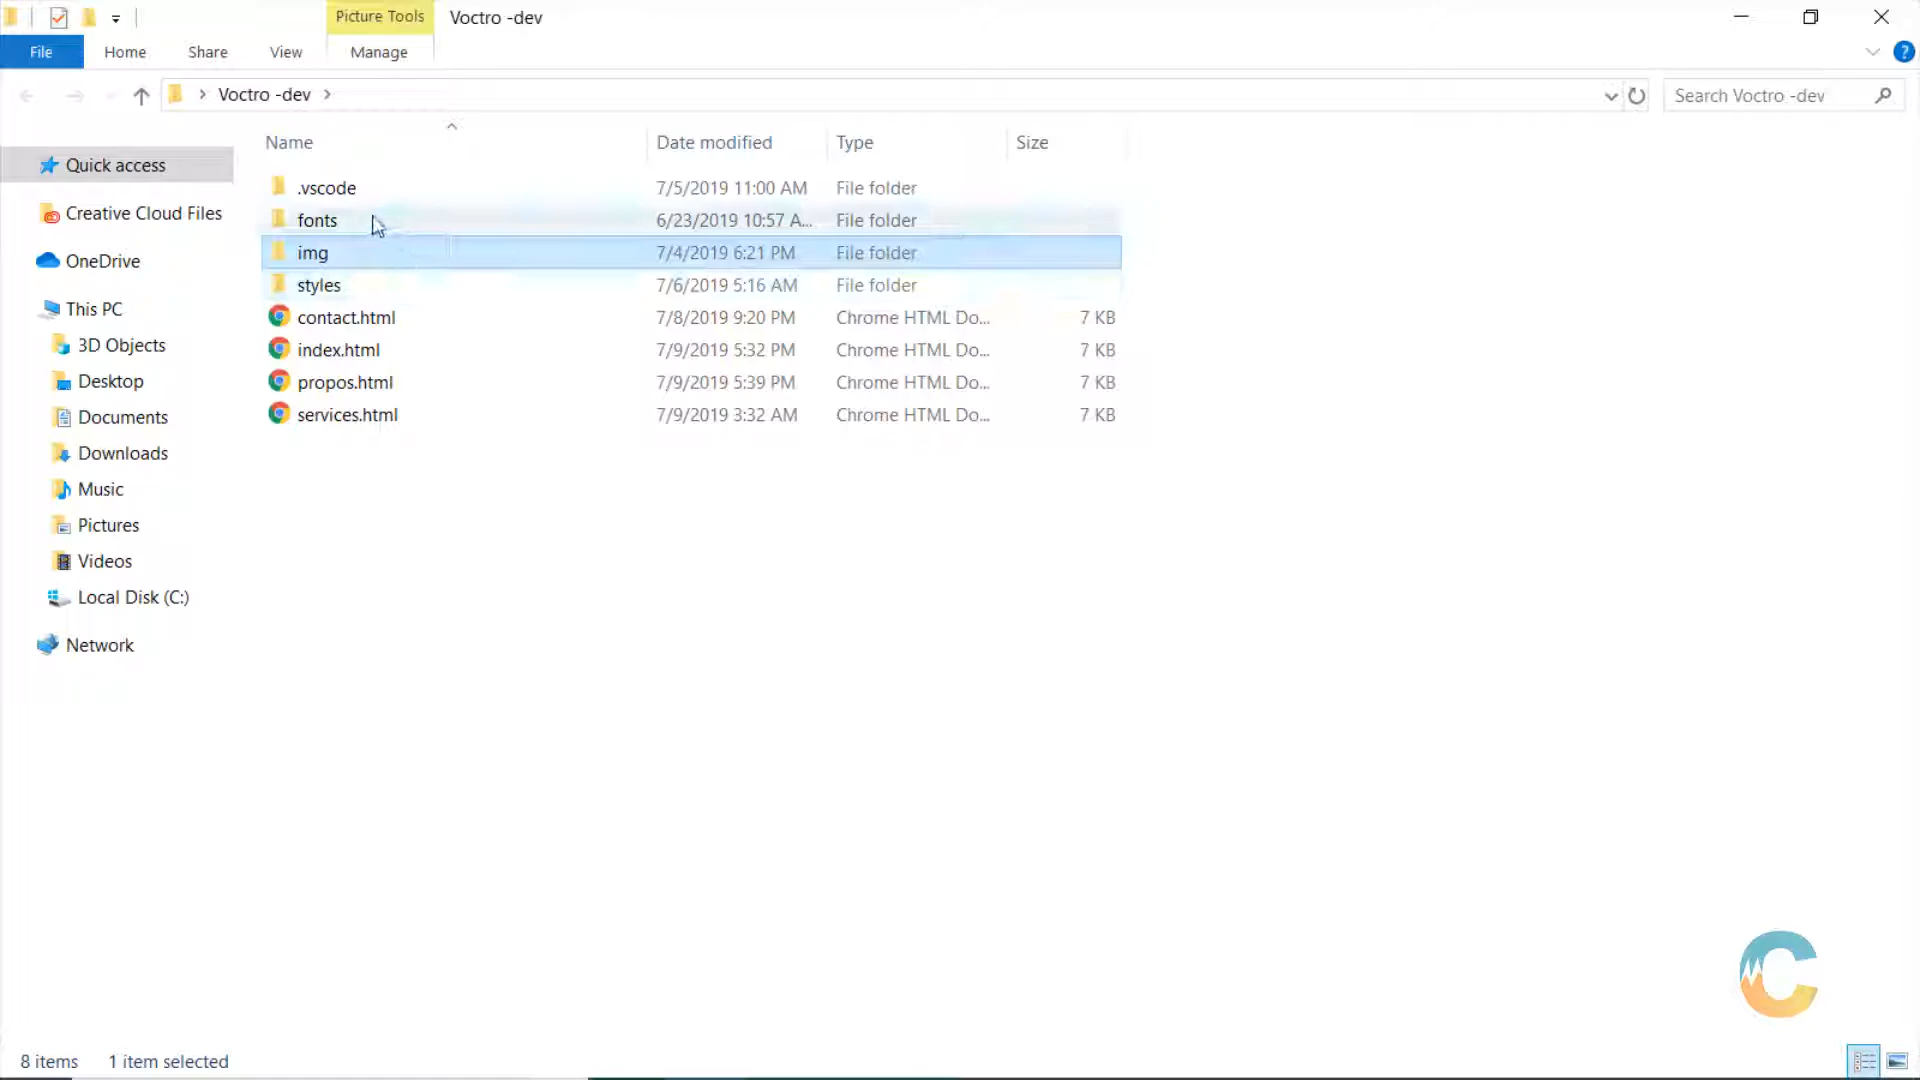 Picture Tools Voctro -dev
File Home Share View Manage ?
Voctro -dev Search Voctro -dev
Name Date modified Type Size
Quick access
Creative Cloud Files
OneDrive
This PC
3D Objects
Desktop
Documents
Downloads
Music
Pictures
Videos
Local Disk (C:)
Network
.vscode 7/5/2019 11:00 AM File folder
fonts 6/23/2019 10:57 A... File folder
img 7/4/2019 6:21 PM File folder
styles 7/6/2019 5:16 AM File folder
contact.html 7/8/2019 9:20 PM Chrome HTML Do... 7 KB
index.html 7/9/2019 5:32 PM Chrome HTML Do... 7 KB
propos.html 7/9/2019 5:39 PM Chrome HTML Do... 7 KB
services.html 7/9/2019 3:32 AM Chrome HTML Do... 7 KB
C
8 items 1 item selected